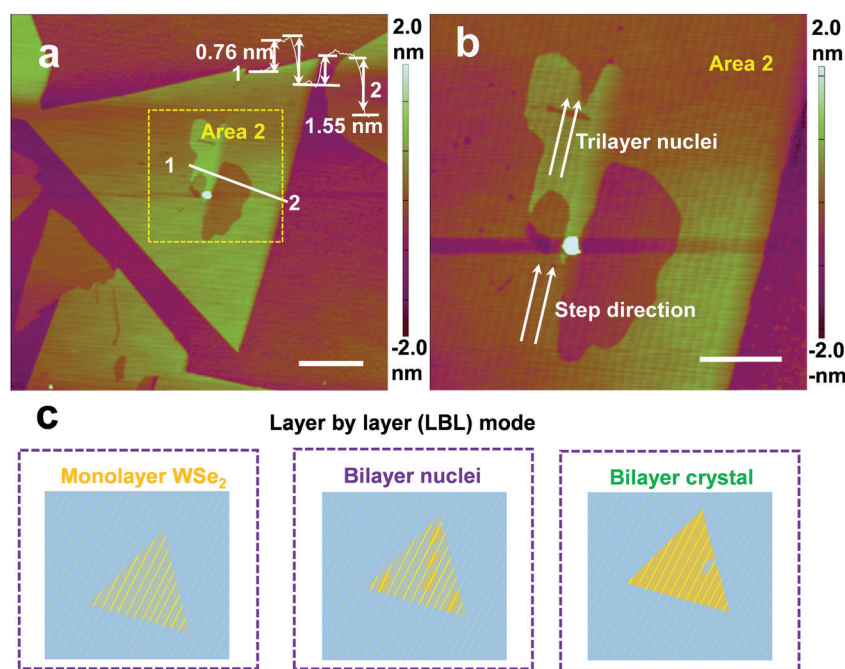 a
0.76 nm
1
2
1.55 nm
Area 2
1
2
2.0
nm
-2.0
nm
b
Area 2
Trilayer nuclei
Step direction
2.0
nm
-2.0
-nm
c
Layer by layer (LBL) mode
Monolayer WSe₂
Bilayer nuclei
Bilayer crystal